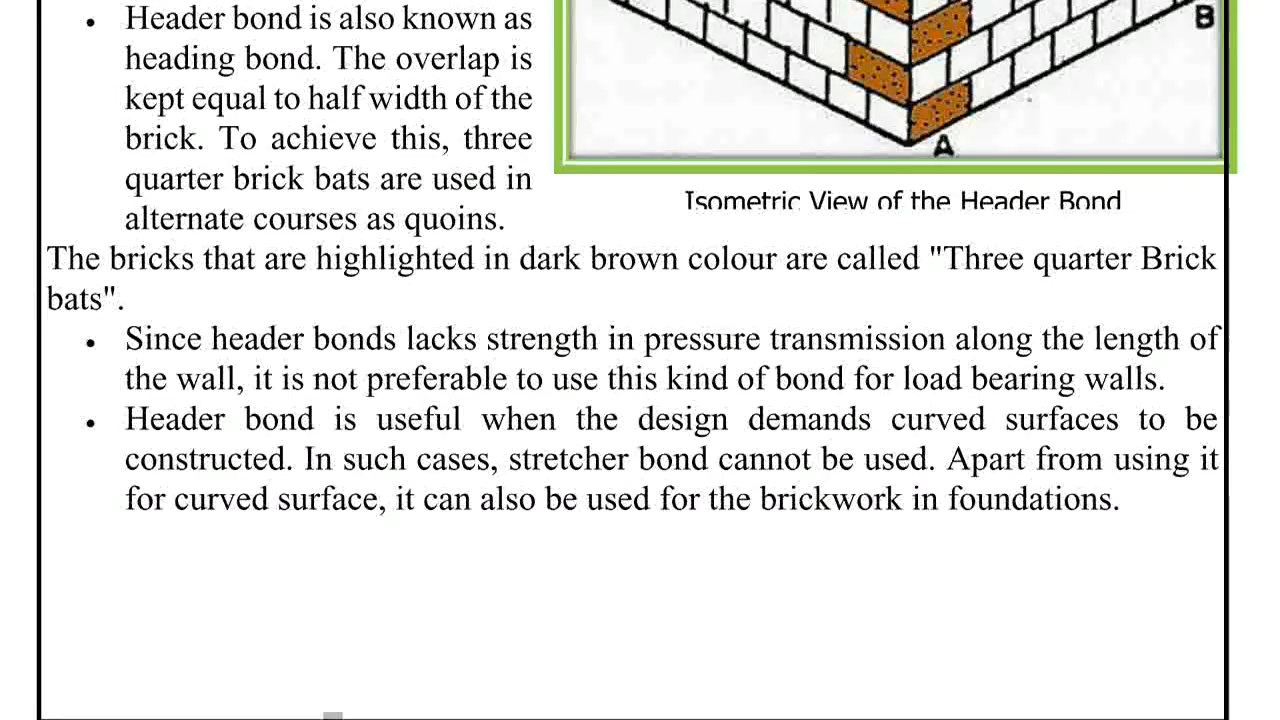 • Header bond is also known as
heading bond. The overlap is
kept equal to half width of the
brick. To achieve this, three
quarter brick bats are used in
alternate courses as quoins.
B
A
Isometric View of the Header Bond
The bricks that are highlighted in dark brown colour are called "Three quarter Brick
bats".
• Since header bonds lacks strength in pressure transmission along the length of
the wall, it is not preferable to use this kind of bond for load bearing walls.
• Header bond is useful when the design demands curved surfaces to be
constructed. In such cases, stretcher bond cannot be used. Apart from using it
for curved surface, it can also be used for the brickwork in foundations.